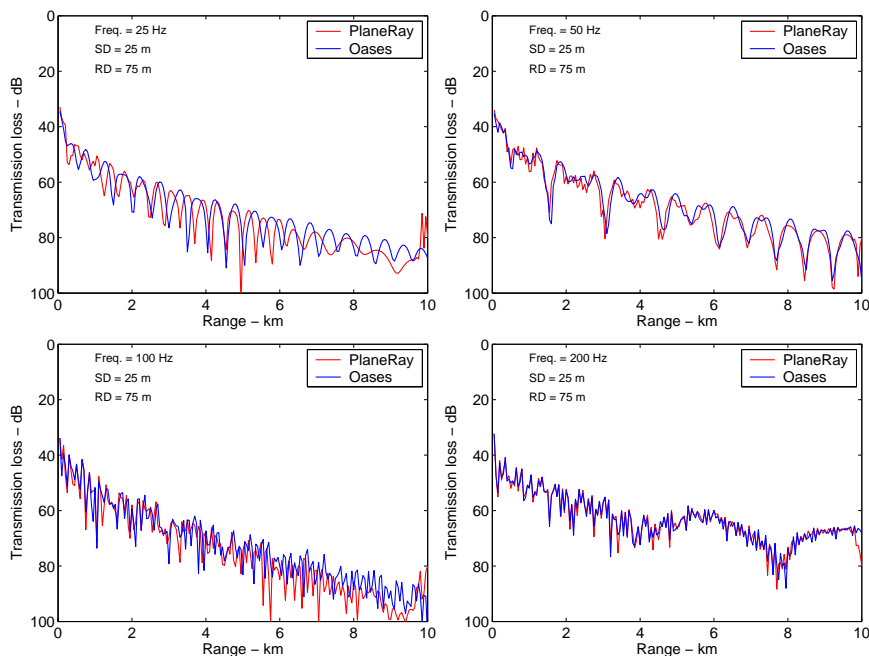 0
20
40
60
80
100
Transmission loss – dB
Freq. = 25 Hz
SD = 25 m
RD = 75 m
PlaneRay
Oases
0 2 4 6 8 10
Range – km
0
20
40
60
80
100
Transmission loss – dB
Freq. = 50 Hz
SD = 25 m
RD = 75 m
PlaneRay
Oases
0 2 4 6 8 10
Range – km
0
20
40
60
80
100
Transmission loss – dB
Freq. = 100 Hz
SD = 25 m
RD = 75 m
PlaneRay
Oases
0 2 4 6 8 10
Range – km
0
20
40
60
80
100
Transmission loss – dB
Freq. = 200 Hz
SD = 25 m
RD = 75 m
PlaneRay
Oases
0 2 4 6 8 10
Range – km